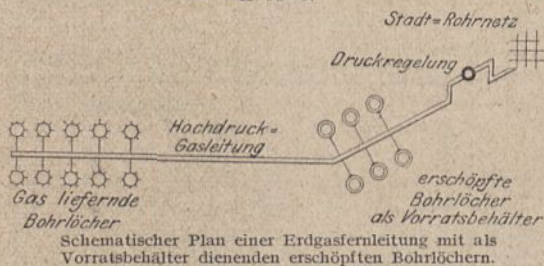 Stadt=Rohrnetz
Druckregelung
Hochdruck=
Gasleitung
Gas liefernde
Bohrlöcher
erschöpfte
Bohrlöcher
als Vorratsbehälter
Schematischer Plan einer Erdgasfernleitung mit als
Vorratsbehälter dienenden erschöpften Bohrlöchern.